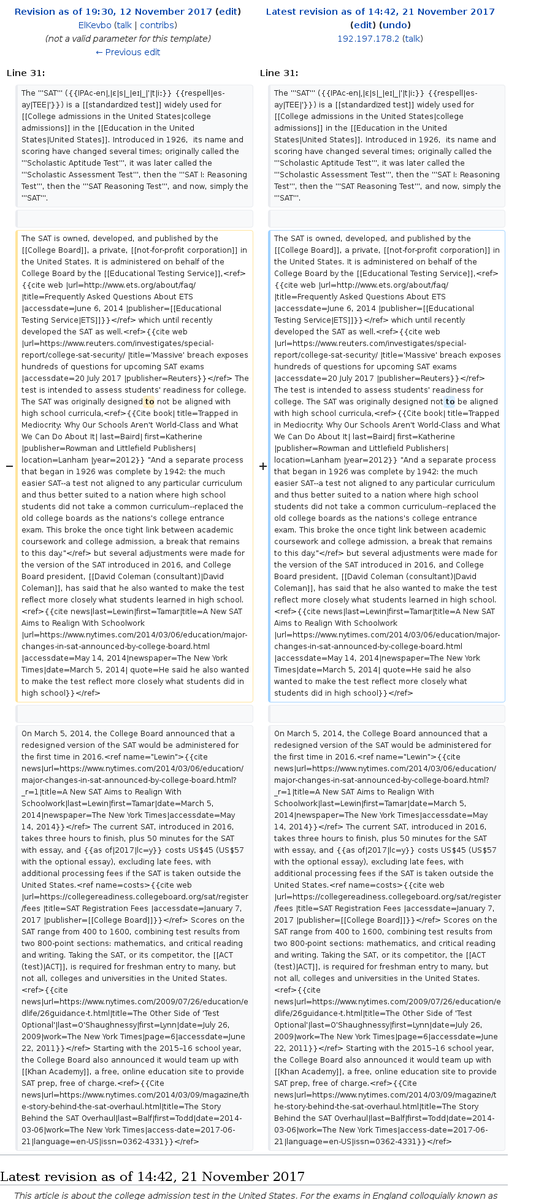 Revision as of 19:30, 12 November 2017 (edit)
ElKevbo (talk | contribs)
(not a valid parameter for this template)
← Previous edit
Latest revision as of 14:42, 21 November 2017
(edit) (undo)
192.197.178.2 (talk)
Line 31:
The '''SAT''' ({{IPAc-en|,|ɛ|s|_|eɪ|_|'|t|iː}} {{respell|es-
ay|TEE|'}}) is a [[standardized test]] widely used for
[[College admissions in the United States|college
admissions]] in the [[Education in the United
States|United States]]. Introduced in 1926,  its name and
scoring have changed several times; originally called the
'''Scholastic Aptitude Test''', it was later called the
'''Scholastic Assessment Test''', then the '''SAT I: Reasoning
Test''', then the '''SAT Reasoning Test''', and now, simply the
'''SAT'''.
The SAT is owned, developed, and published by the
[[College Board]], a private, [[not-for-profit corporation]] in
the United States. It is administered on behalf of the
College Board by the [[Educational Testing Service]],<ref>
{{cite web |url=http://www.ets.org/about/faq/
|title=Frequently Asked Questions About ETS
|accessdate=June 6, 2014 |publisher=[[Educational
Testing Service|ETS]]}}</ref> which until recently
developed the SAT as well.<ref>{{cite web
|url=https://www.reuters.com/investigates/special-
report/college-sat-security/ |title='Massive' breach exposes
hundreds of questions for upcoming SAT exams
|accessdate=20 July 2017 |publisher=Reuters}}</ref> The
test is intended to assess students' readiness for college.
The SAT was originally designed to not be aligned with
high school curricula,<ref>{{Cite book| title=Trapped in
Mediocrity: Why Our Schools Aren't World-Class and What
We Can Do About It| last=Baird| first=Katherine
|publisher=Rowman and Littlefield Publishers|
location=Lanham |year=2012}} "And a separate process
that began in 1926 was complete by 1942: the much
easier SAT--a test not aligned to any particular curriculum
and thus better suited to a nation where high school
students did not take a common curriculum--replaced the
old college boards as the nations's college entrance
exam. This broke the once tight link between academic
coursework and college admission, a break that remains
to this day"</ref> but several adjustments were made for
the version of the SAT introduced in 2016, and College
Board president, [[David Coleman (consultant)|David
Coleman]], has said that he also wanted to make the test
reflect more closely what students learned in high school.
<ref>{{cite news|last=Lewin|first=Tamar|title=A New SAT
Aims to Realign With Schoolwork
|url=https://www.nytimes.com/2014/03/06/education/major-
changes-in-sat-announced-by-college-board.html
|accessdate=May 14, 2014|newspaper=The New York
Times|date=March 5, 2014| quote=He said he also wanted
to make the test reflect more closely what students did in
high school}}</ref>
On March 5, 2014, the College Board announced that a
redesigned version of the SAT would be administered for
the first time in 2016.<ref name="Lewin">{{cite
news|url=https://www.nytimes.com/2014/03/06/education/
major-changes-in-sat-announced-by-college-board.html?
_r=1|title=A New SAT Aims to Realign With
Schoolwork|last=Lewin|first=Tamar|date=March 5,
2014|newspaper=The New York Times|accessdate=May
14, 2014}}</ref> The current SAT, introduced in 2016,
takes three hours to finish, plus 50 minutes for the SAT
with essay, and {{as of|2017|lc=y}} costs US$45 (US$57
with the optional essay), excluding late fees, with
additional processing fees if the SAT is taken outside the
United States.<ref name=costs>{{cite web
|url=https://collegereadiness.collegeboard.org/sat/register
/fees |title=SAT Registration Fees |accessdate=January 7,
2017 |publisher=[[College Board]]}}</ref> Scores on the
SAT range from 400 to 1600, combining test results from
two 800-point sections: mathematics, and critical reading
and writing. Taking the SAT, or its competitor, the [[ACT
(test)|ACT]], is required for freshman entry to many, but
not all, colleges and universities in the United States.
<ref>{{cite
news|url=https://www.nytimes.com/2009/07/26/education/e
dlife/26guidance-t.html|title=The Other Side of 'Test
Optional'|last=O'Shaughnessy|first=Lynn|date=July 26,
2009|work=The New York Times|page=6|accessdate=June
22, 2011}}</ref> Starting with the 2015–16 school year,
the College Board also announced it would team up with
[[Khan Academy]], a free, online education site to provide
SAT prep, free of charge.<ref>{{Cite
news|url=https://www.nytimes.com/2014/03/09/magazine/th
e-story-behind-the-sat-overhaul.html|title=The Story
Behind the SAT Overhaul|last=Balf|first=Todd|date=2014-
03-06|work=The New York Times|access-date=2017-06-
21|language=en-US|issn=0362-4331}}</ref>
Line 31:
The '''SAT''' ({{IPAc-en|,|ɛ|s|_|eɪ|_|'|t|iː}} {{respell|es-
ay|TEE|'}}) is a [[standardized test]] widely used for
[[College admissions in the United States|college
admissions]] in the [[Education in the United
States|United States]]. Introduced in 1926,  its name and
scoring have changed several times; originally called the
'''Scholastic Aptitude Test''', it was later called the
'''Scholastic Assessment Test''', then the '''SAT I: Reasoning
Test''', then the '''SAT Reasoning Test''', and now, simply the
'''SAT'''.
The SAT is owned, developed, and published by the
[[College Board]], a private, [[not-for-profit corporation]] in
the United States. It is administered on behalf of the
College Board by the [[Educational Testing Service]],<ref>
{{cite web |url=http://www.ets.org/about/faq/
|title=Frequently Asked Questions About ETS
|accessdate=June 6, 2014 |publisher=[[Educational
Testing Service|ETS]]}}</ref> which until recently
developed the SAT as well.<ref>{{cite web
|url=https://www.reuters.com/investigates/special-
report/college-sat-security/ |title='Massive' breach exposes
hundreds of questions for upcoming SAT exams
|accessdate=20 July 2017 |publisher=Reuters}}</ref> The
test is intended to assess students' readiness for
college. The SAT was originally designed not to be aligned
with high school curricula,<ref>{{Cite book| title=Trapped in
Mediocrity: Why Our Schools Aren't World-Class and What
We Can Do About It| last=Baird| first=Katherine
|publisher=Rowman and Littlefield Publishers|
location=Lanham |year=2012}} "And a separate process
that began in 1926 was complete by 1942: the much
easier SAT--a test not aligned to any particular curriculum
and thus better suited to a nation where high school
students did not take a common curriculum--replaced the
old college boards as the nations's college entrance
exam. This broke the once tight link between academic
coursework and college admission, a break that remains
to this day"</ref> but several adjustments were made for
the version of the SAT introduced in 2016, and College
Board president, [[David Coleman (consultant)|David
Coleman]], has said that he also wanted to make the test
reflect more closely what students learned in high school.
<ref>{{cite news|last=Lewin|first=Tamar|title=A New SAT
Aims to Realign With Schoolwork
|url=https://www.nytimes.com/2014/03/06/education/major-
changes-in-sat-announced-by-college-board.html
|accessdate=May 14, 2014|newspaper=The New York
Times|date=March 5, 2014| quote=He said he also
wanted to make the test reflect more closely what
students did in high school}}</ref>
On March 5, 2014, the College Board announced that a
redesigned version of the SAT would be administered for
the first time in 2016.<ref name="Lewin">{{cite
news|url=https://www.nytimes.com/2014/03/06/education/
major-changes-in-sat-announced-by-college-board.html?
_r=1|title=A New SAT Aims to Realign With
Schoolwork|last=Lewin|first=Tamar|date=March 5,
2014|newspaper=The New York Times|accessdate=May
14, 2014}}</ref> The current SAT, introduced in 2016,
takes three hours to finish, plus 50 minutes for the SAT
with essay, and {{as of|2017|lc=y}} costs US$45 (US$57
with the optional essay), excluding late fees, with
additional processing fees if the SAT is taken outside the
United States.<ref name=costs>{{cite web
|url=https://collegereadiness.collegeboard.org/sat/register
/fees |title=SAT Registration Fees |accessdate=January 7,
2017 |publisher=[[College Board]]}}</ref> Scores on the
SAT range from 400 to 1600, combining test results from
two 800-point sections: mathematics, and critical reading
and writing. Taking the SAT, or its competitor, the [[ACT
(test)|ACT]], is required for freshman entry to many, but
not all, colleges and universities in the United States.
<ref>{{cite
news|url=https://www.nytimes.com/2009/07/26/education/e
dlife/26guidance-t.html|title=The Other Side of 'Test
Optional'|last=O'Shaughnessy|first=Lynn|date=July 26,
2009|work=The New York Times|page=6|accessdate=June
22, 2011}}</ref> Starting with the 2015–16 school year,
the College Board also announced it would team up with
[[Khan Academy]], a free, online education site to provide
SAT prep, free of charge.<ref>{{Cite
news|url=https://www.nytimes.com/2014/03/09/magazine/t
he-story-behind-the-sat-overhaul.html|title=The Story
Behind the SAT Overhaul|last=Balf|first=Todd|date=2014-
03-06|work=The New York Times|access-date=2017-06-
21|language=en-US|issn=0362-4331}}</ref>
Latest revision as of 14:42, 21 November 2017
This article is about the college admission test in the United States. For the exams in England colloquially known as